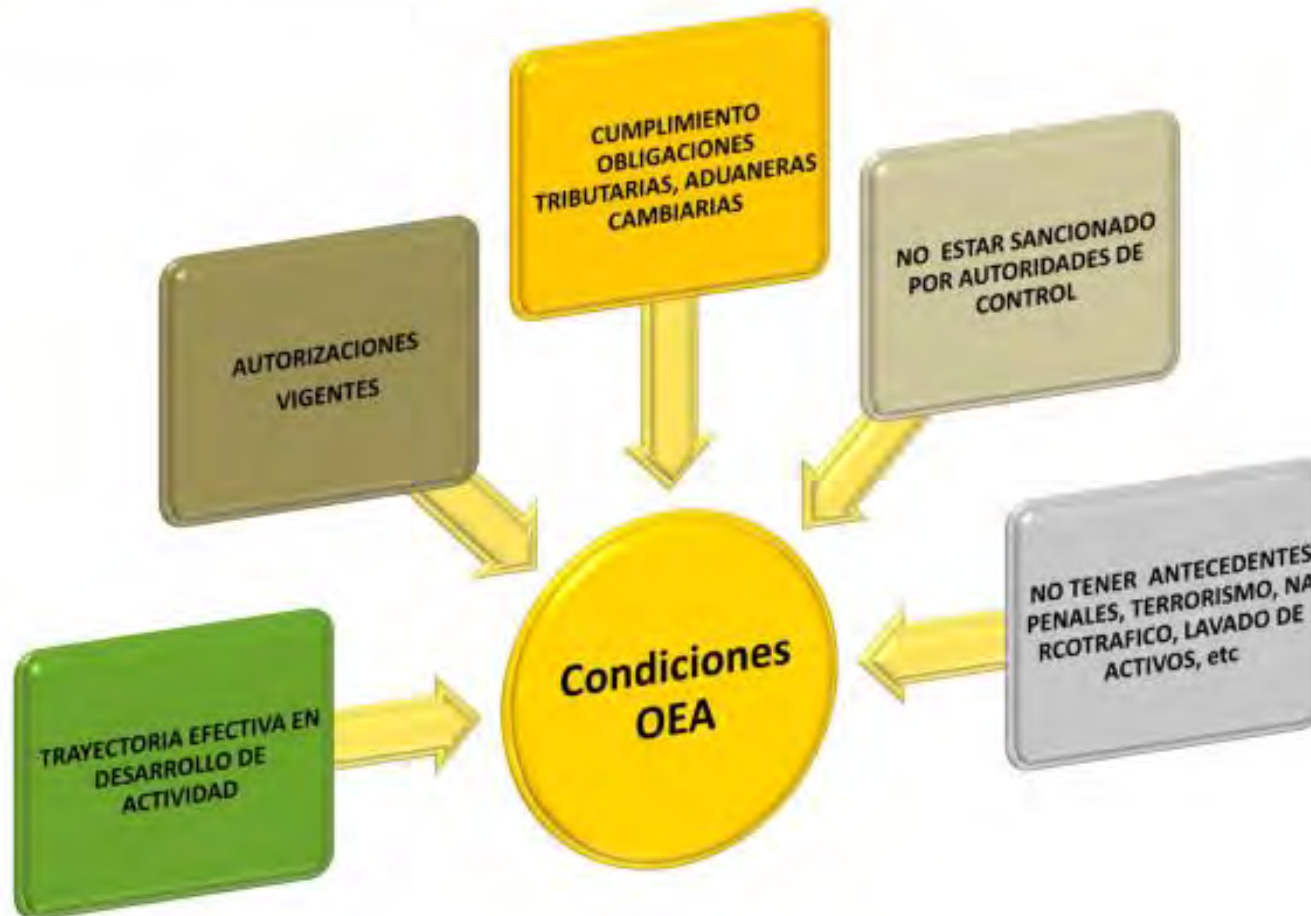 CUMPLIMIENTO
OBLIGACIONES
TRIBUTARIAS, ADUANERAS
CAMBIARIAS
NO ESTAR SANCIONADO
POR AUTORIDADES DE
CONTROL
AUTORIZACIONES
VIGENTES
NO TENER ANTECEDENTES
PENALES, TERRORISMO, NA
RCOTRAFICO, LAVADO DE
ACTIVOS, etc
Condiciones
OEA
TRAYECTORIA EFECTIVA EN
DESARROLLO DE
ACTIVIDAD